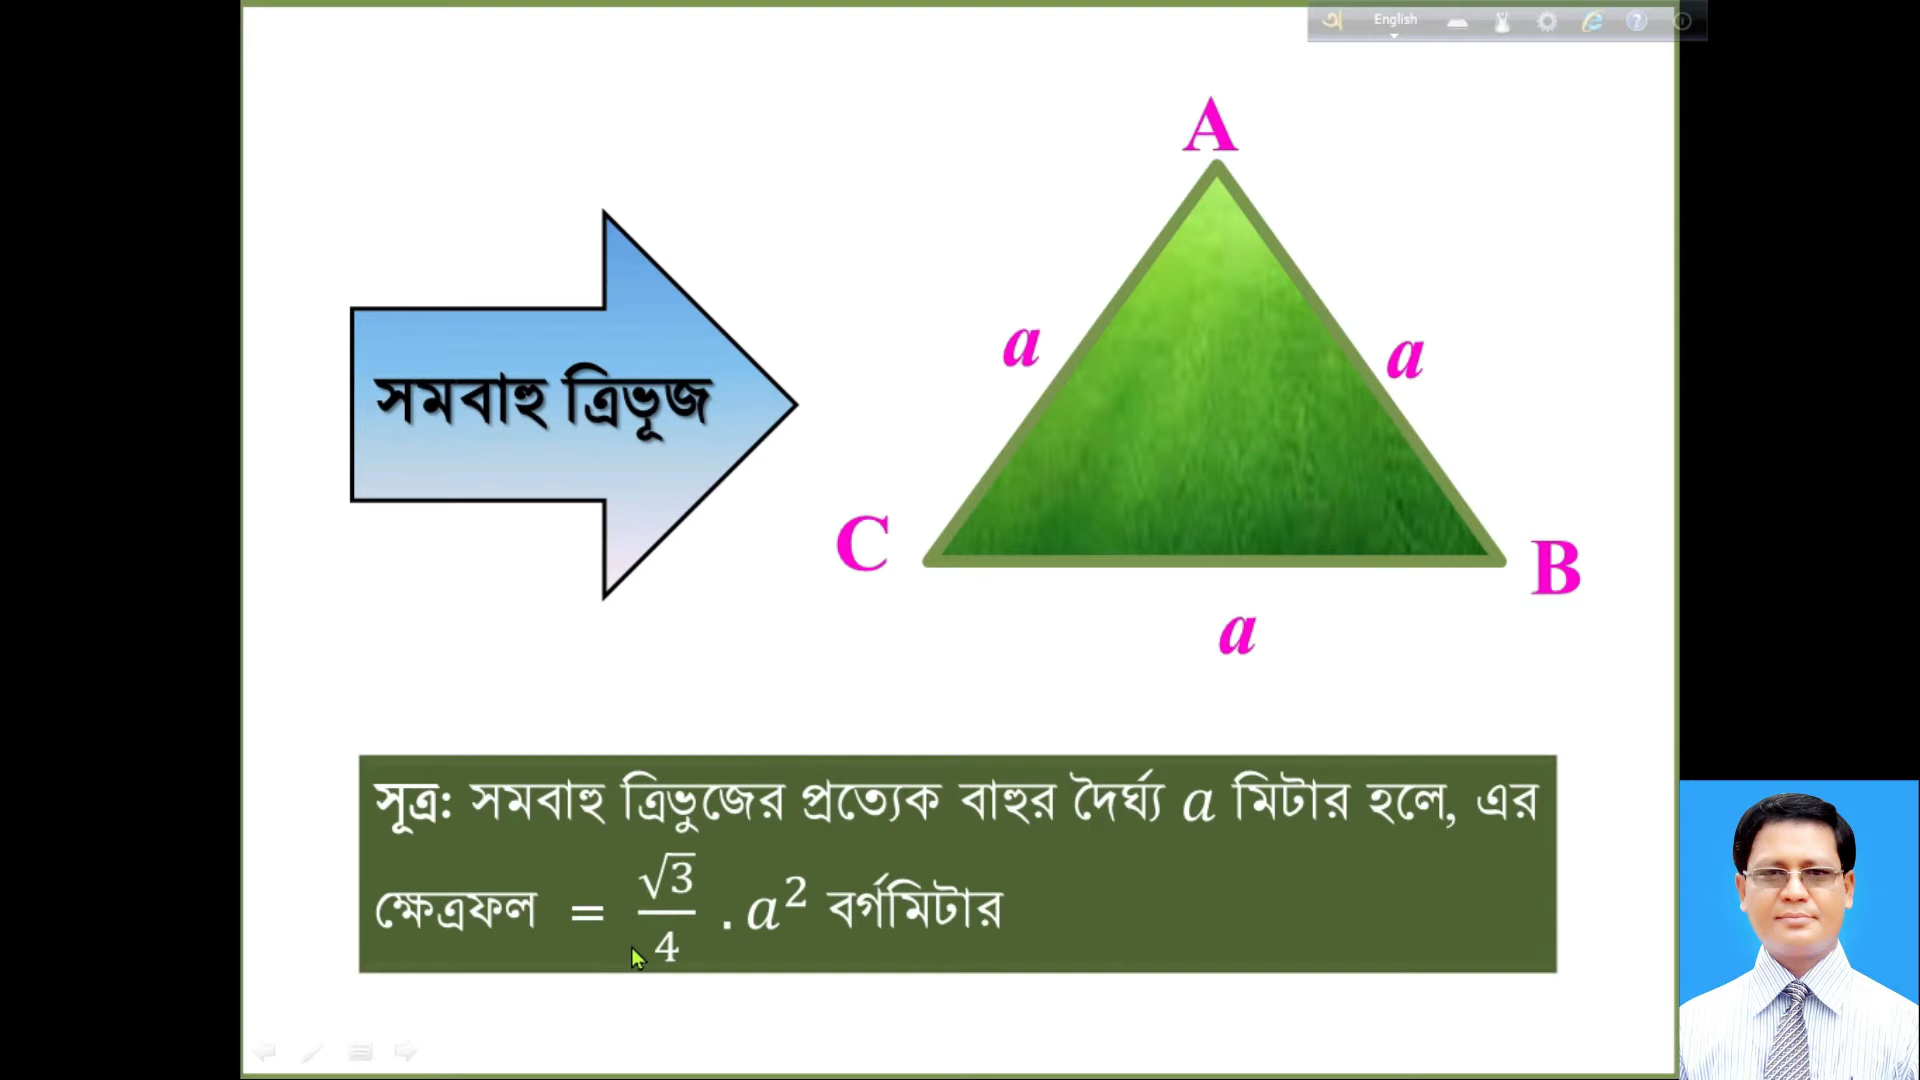 English
A
সমবাহু ত্রিভূজ
a
a
C
B
a
সূত্র: সমবাহু ত্রিভুজের প্রত্যেক বাহুর দৈর্ঘ্য a মিটার হলে, এর
ক্ষেত্রফল = √3/4 . a² বর্গমিটার